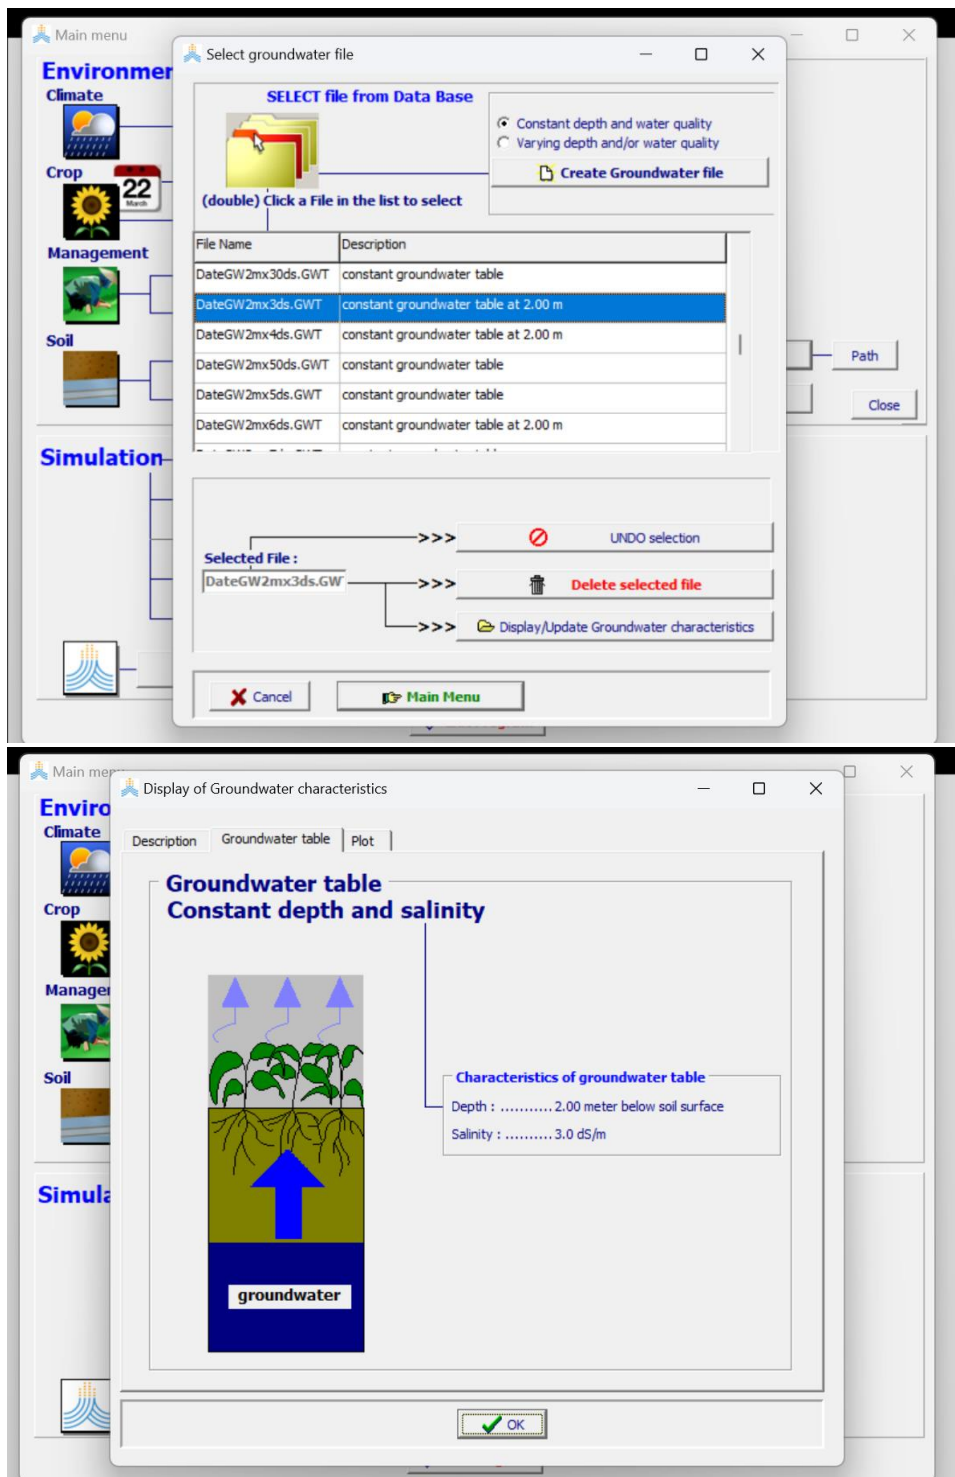 Main menu
Select groundwater file
Environmen
Climate
Crop
22
March
Management
Soil
Simulation
SELECT file from Data Base
(double) Click a File in the list to select
Constant depth and water quality
Varying depth and/or water quality
Create Groundwater file
File Name Description
DateGW2mx30ds.GWT constant groundwater table
DateGW2mx3ds.GWT constant groundwater table at 2.00 m
DateGW2mx4ds.GWT constant groundwater table at 2.00 m
DateGW2mx50ds.GWT constant groundwater table
DateGW2mx5ds.GWT constant groundwater table
DateGW2mx6ds.GWT constant groundwater table at 2.00 m
Path
Close
>>> UNDO selection
Selected File :
DateGW2mx3ds.GW
>>> Delete selected file
>>> Display/Update Groundwater characteristics
Cancel
Main Menu
Main men
Display of Groundwater characteristics
Enviro
Climate
Crop
Manager
Soil
Simula
Description Groundwater table Plot
Groundwater table
Constant depth and salinity
Characteristics of groundwater table
Depth : ........... 2.00 meter below soil surface
Salinity : .......... 3.0 dS/m
groundwater
OK